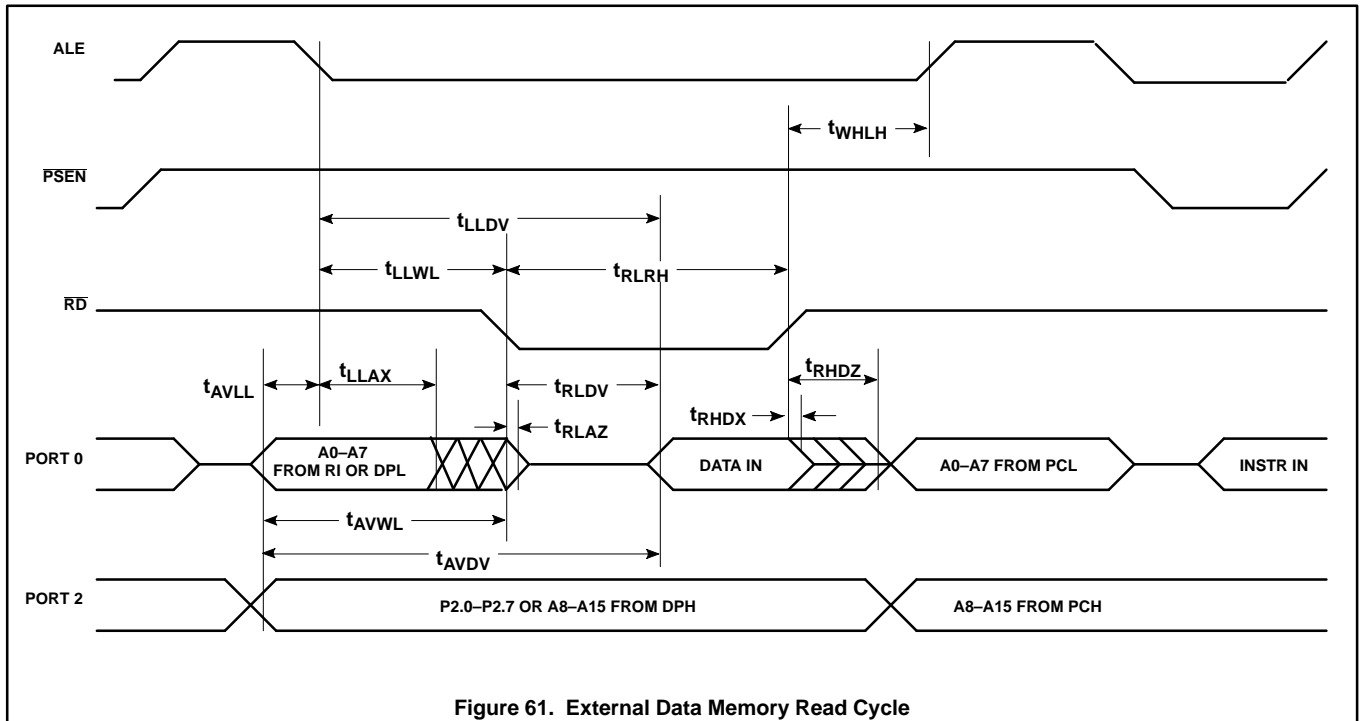 ALE
tWHLH
PSEN
tLLDV
tLLWL
tRLRH
RD
tAVLL
tLLAX
tRLDV
tRHDZ
tRLAZ
tRHDX
PORT 0
A0–A7
FROM RI OR DPL
DATA IN
A0–A7 FROM PCL
INSTR IN
tAVWL
tAVDV
PORT 2
P2.0–P2.7 OR A8–A15 FROM DPH
A8–A15 FROM PCH
Figure 61. External Data Memory Read Cycle